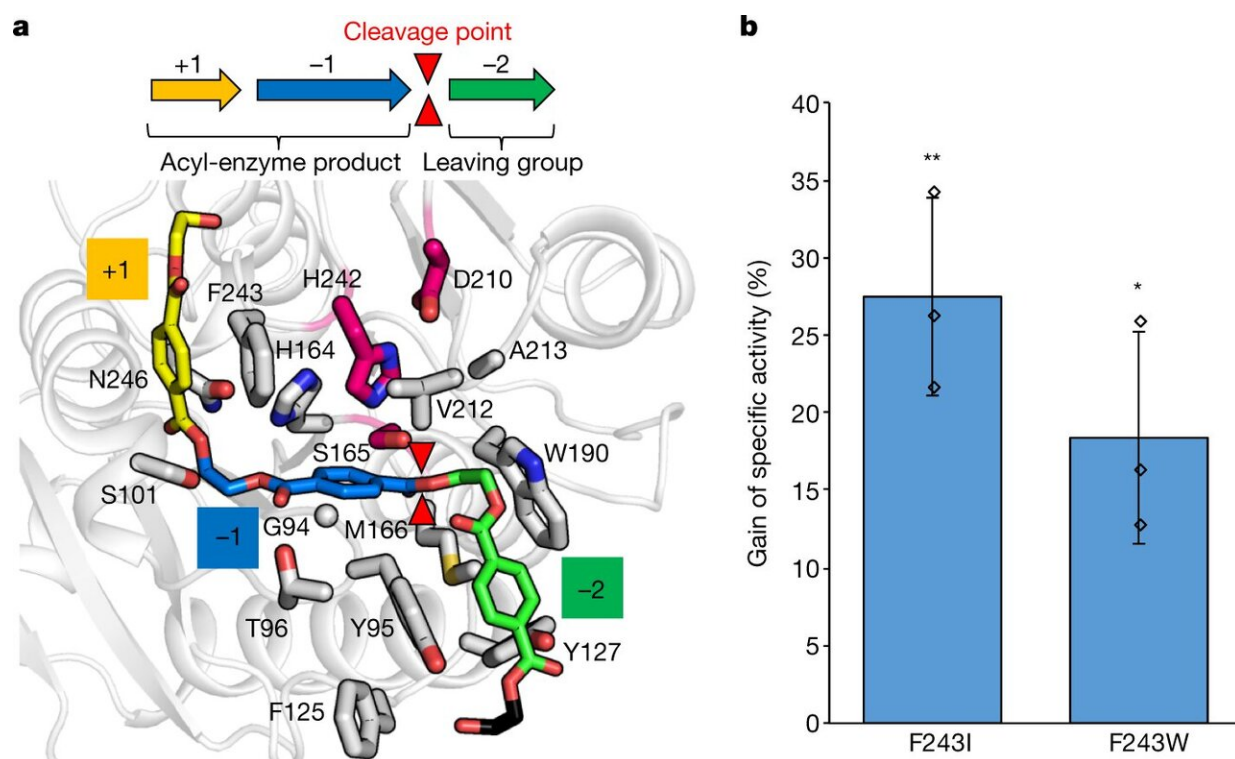 a
Cleavage point
+1
–1
–2
Acyl-enzyme product
Leaving group
+1
F243
H242
D210
H164
A213
N246
V212
S165
W190
S101
–1
G94
M166
–2
T96
Y95
Y127
F125
b
Gain of specific activity (%)
40
35
30
25
20
15
10
5
0
**
*
F243I
F243W